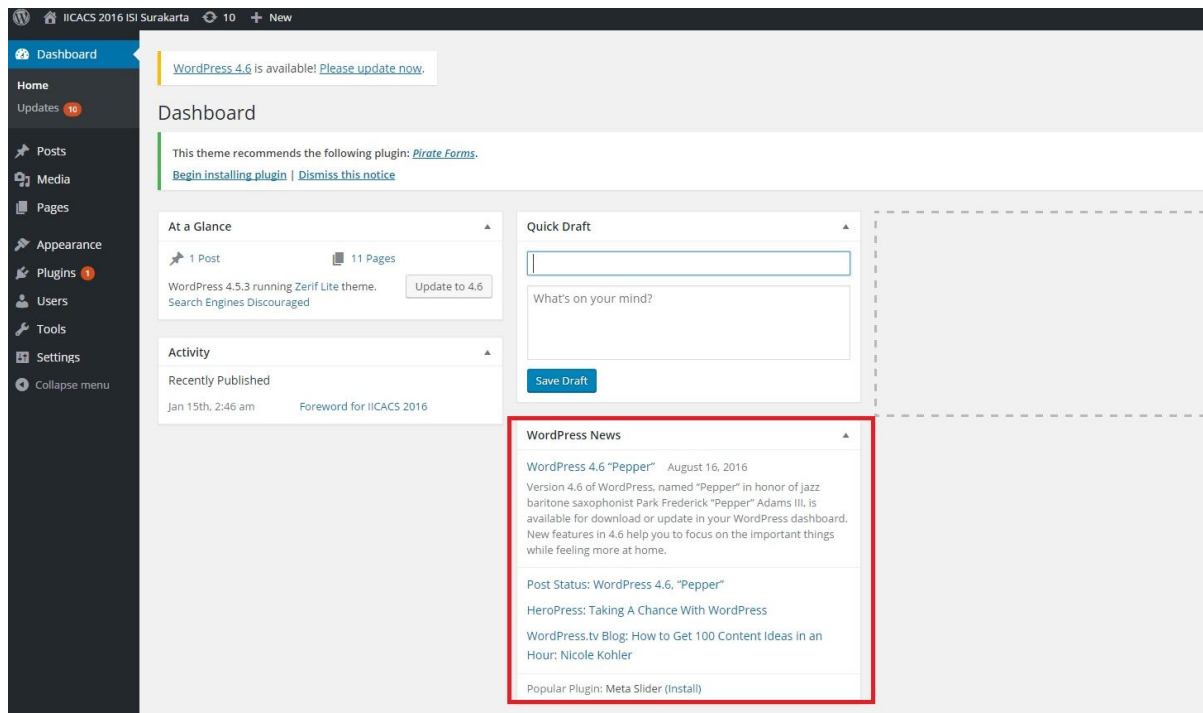 IICACS 2016 ISI Surakarta 10 + New
Dashboard
Home
Updates 10
Posts
Media
Pages
Appearance
Plugins 1
Users
Tools
Settings
Collapse menu
WordPress 4.6 is available! Please update now.
Dashboard
This theme recommends the following plugin: Pirate Forms.
Begin installing plugin | Dismiss this notice
At a Glance
1 Post 11 Pages
WordPress 4.5.3 running Zerif Lite theme. Update to 4.6
Search Engines Discouraged
Activity
Recently Published
Jan 15th, 2:46 am Foreword for IICACS 2016
Quick Draft
What's on your mind?
Save Draft
WordPress News
WordPress 4.6 “Pepper” August 16, 2016
Version 4.6 of WordPress, named “Pepper” in honor of jazz
baritone saxophonist Park Frederick “Pepper” Adams III, is
available for download or update in your WordPress dashboard.
New features in 4.6 help you to focus on the important things
while feeling more at home.
Post Status: WordPress 4.6, “Pepper”
HeroPress: Taking A Chance With WordPress
WordPress.tv Blog: How to Get 100 Content Ideas in an
Hour: Nicole Kohler
Popular Plugin: Meta Slider (Install)